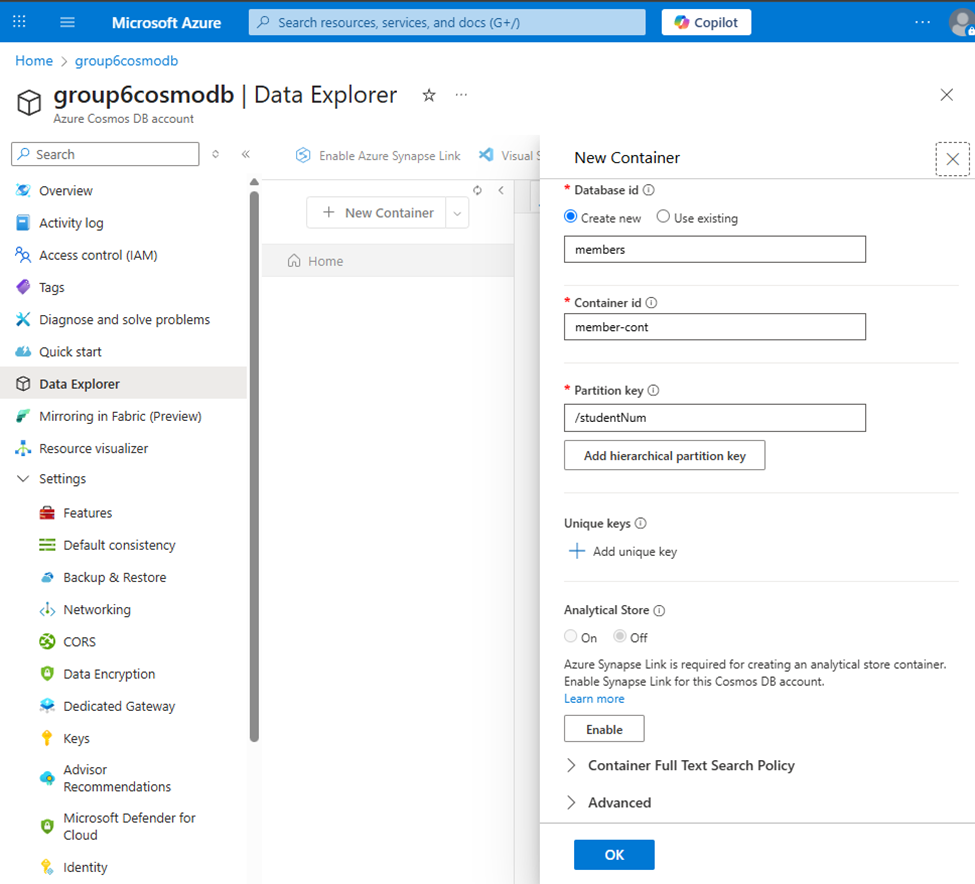 Microsoft Azure
Search resources, services, and docs (G+/)
Copilot
...
Home > group6cosmodb
group6cosmodb | Data Explorer
...
Azure Cosmos DB account
Search
«
Enable Azure Synapse Link
Visual S
New Container
Home
Overview
Activity log
Access control (IAM)
Tags
Diagnose and solve problems
Quick start
Data Explorer
Mirroring in Fabric (Preview)
Resource visualizer
Settings
Features
Default consistency
Backup & Restore
Networking
CORS
Data Encryption
Dedicated Gateway
Keys
Advisor
Recommendations
Microsoft Defender for
Cloud
Identity
New Container
* Database id
Create new
Use existing
members
* Container id
member-cont
* Partition key
/studentNum
Add hierarchical partition key
Unique keys
Add unique key
Analytical Store
On
Off
Azure Synapse Link is required for creating an analytical store container.
Enable Synapse Link for this Cosmos DB account.
Learn more
Enable
Container Full Text Search Policy
Advanced
OK